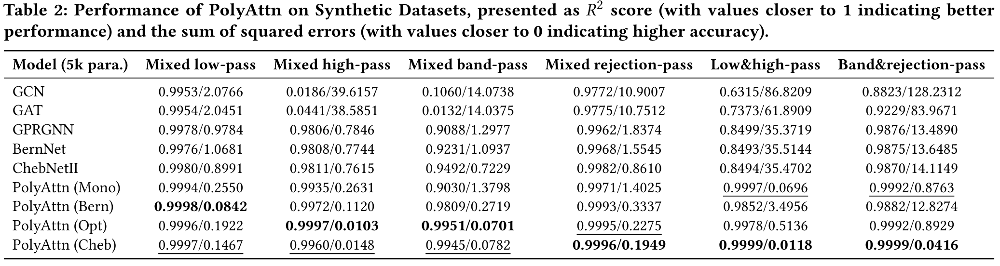 Table 2: Performance of PolyAttn on Synthetic Datasets, presented as R² score (with values closer to 1 indicating better
performance) and the sum of squared errors (with values closer to 0 indicating higher accuracy).
Model (5k para.) Mixed low-pass Mixed high-pass Mixed band-pass Mixed rejection-pass Low&high-pass Band&rejection-pass
GCN 0.9953/2.0766 0.0186/39.6157 0.1060/14.0738 0.9772/10.9007 0.6315/86.8209 0.8823/128.2312
GAT 0.9954/2.0451 0.0441/38.5851 0.0132/14.0375 0.9775/10.7512 0.7373/61.8909 0.9229/83.9671
GPRGNN 0.9978/0.9784 0.9806/0.7846 0.9088/1.2977 0.9962/1.8374 0.8499/35.3719 0.9876/13.4890
BernNet 0.9976/1.0681 0.9808/0.7744 0.9231/1.0937 0.9968/1.5545 0.8493/35.5144 0.9875/13.6485
ChebNetII 0.9980/0.8991 0.9811/0.7615 0.9492/0.7229 0.9982/0.8610 0.8494/35.4702 0.9870/14.1149
PolyAttn (Mono) 0.9994/0.2550 0.9935/0.2631 0.9030/1.3798 0.9971/1.4025 0.9997/0.0696 0.9992/0.8763
PolyAttn (Bern) 0.9998/0.0842 0.9972/0.1120 0.9809/0.2719 0.9993/0.3337 0.9852/3.4956 0.9882/12.8274
PolyAttn (Opt) 0.9996/0.1922 0.9997/0.0103 0.9951/0.0701 0.9995/0.2275 0.9978/0.5136 0.9992/0.8929
PolyAttn (Cheb) 0.9997/0.1467 0.9960/0.0148 0.9945/0.0782 0.9996/0.1949 0.9999/0.0118 0.9999/0.0416